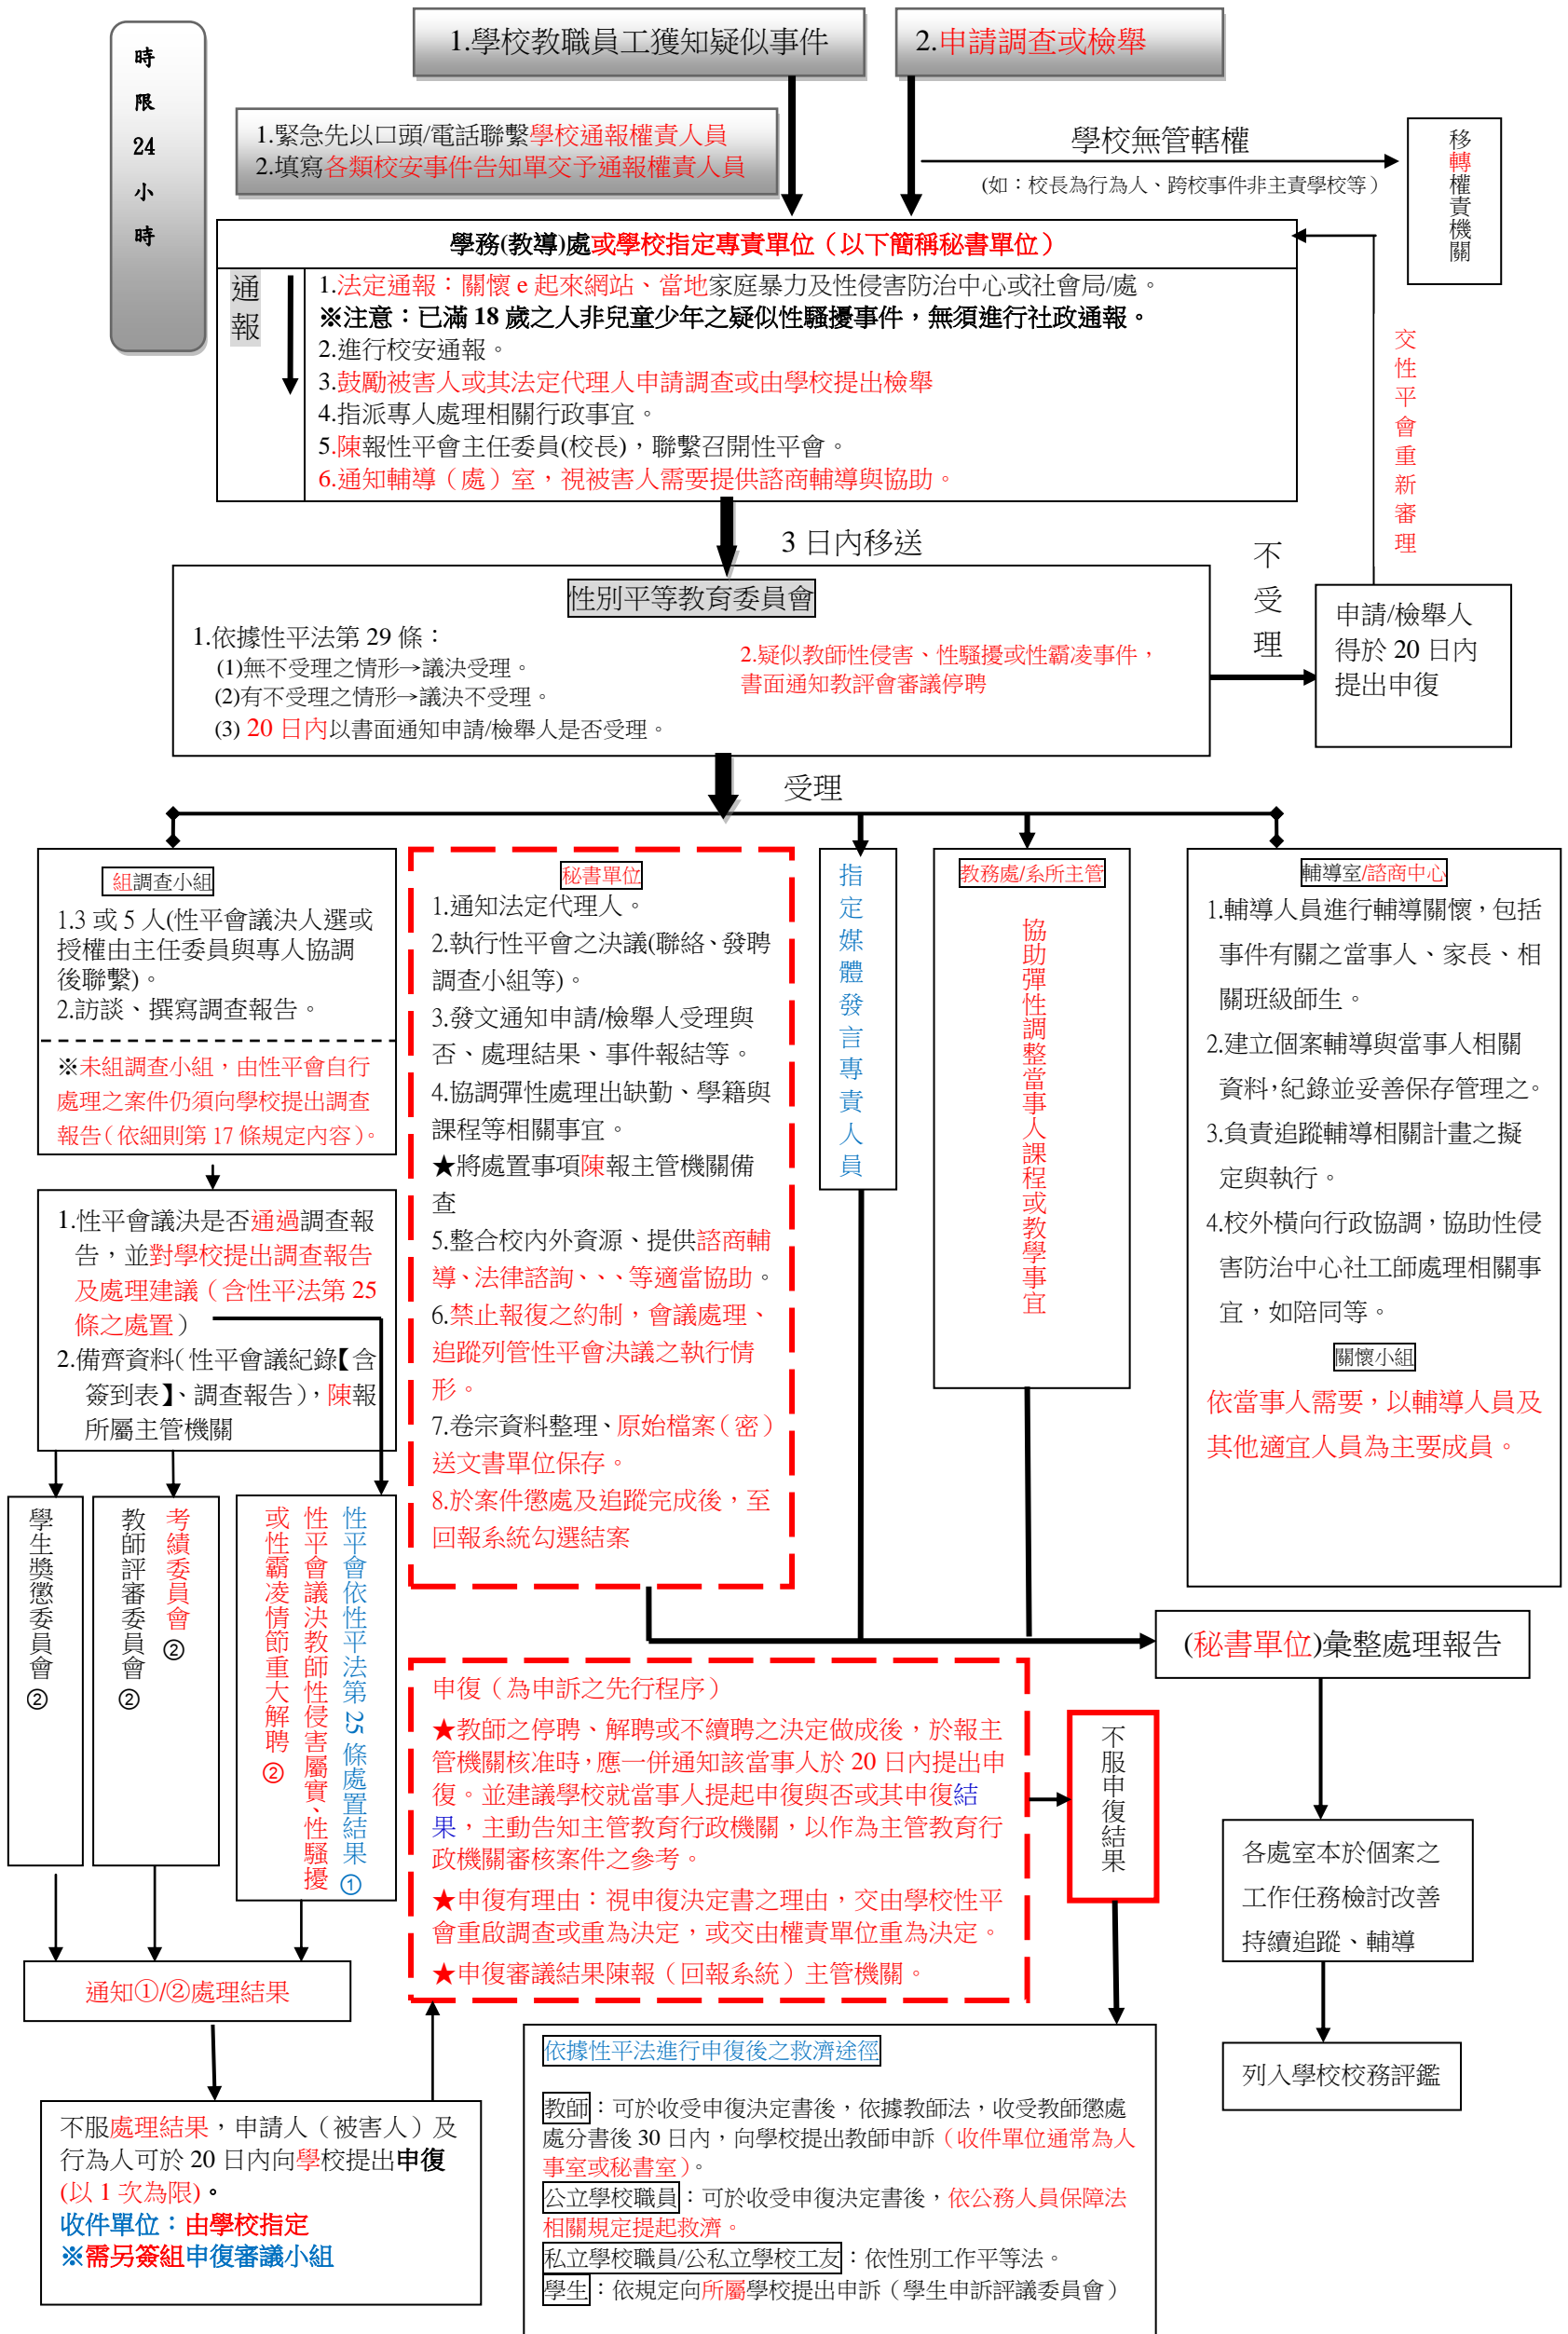 時
限
24
小
時
1.學校教職員工獲知疑似事件
2.申請調查或檢舉
1.緊急先以口頭/電話聯繫學校通報權責人員
2.填寫各類校安事件告知單交予通報權責人員
學校無管轄權
(如：校長為行為人、跨校事件非主責學校等)
移轉權責機關
學務(教導)處或學校指定專責單位（以下簡稱秘書單位）
通報
1.法定通報：關懷 e 起來網站、當地家庭暴力及性侵害防治中心或社會局/處。
※注意：已滿 18 歲之人非兒童少年之疑似性騷擾事件，無須進行社政通報。
2.進行校安通報。
3.鼓勵被害人或其法定代理人申請調查或由學校提出檢舉
4.指派專人處理相關行政事宜。
5.陳報性平會主任委員(校長)，聯繫召開性平會。
6.通知輔導（處）室，視被害人需要提供諮商輔導與協助。
交性平會重新審理
3 日內移送
性別平等教育委員會
1.依據性平法第 29 條：
(1)無不受理之情形→議決受理。
(2)有不受理之情形→議決不受理。
(3) 20 日內以書面通知申請/檢舉人是否受理。
2.疑似教師性侵害、性騷擾或性霸凌事件，
書面通知教評會審議停聘
不受理
申請/檢舉人
得於 20 日內
提出申復
受理
組調查小組
1.3 或 5 人(性平會議決人選或
授權由主任委員與專人協調
後聯繫)。
2.訪談、撰寫調查報告。
※未組調查小組，由性平會自行
處理之案件仍須向學校提出調查
報告（依細則第 17 條規定內容）。
1.性平會議決是否通過調查報
告，並對學校提出調查報告
及處理建議（含性平法第 25
條之處置）
2.備齊資料（性平會議紀錄【含
簽到表】、調查報告），陳報
所屬主管機關
學生獎懲委員會②
考績委員會②
教師評審委員會②
性平會依性平法第 25 條處置結果①
性平會議決教師性侵害屬實、性騷擾
或性霸凌情節重大解聘②
通知①/②處理結果
不服處理結果，申請人（被害人）及
行為人可於 20 日內向學校提出申復
(以 1 次為限)。
收件單位：由學校指定
※需另簽組申復審議小組
秘書單位
1.通知法定代理人。
2.執行性平會之決議(聯絡、發聘
調查小組等)。
3.發文通知申請/檢舉人受理與
否、處理結果、事件報結等。
4.協調彈性處理出缺勤、學籍與
課程等相關事宜。
★將處置事項陳報主管機關備
查
5.整合校內外資源、提供諮商輔
導、法律諮詢、、、等適當協助。
6.禁止報復之約制，會議處理、
追蹤列管性平會決議之執行情
形。
7.卷宗資料整理、原始檔案（密）
送文書單位保存。
8.於案件懲處及追蹤完成後，至
回報系統勾選結案
指定媒體發言專責人員
教務處/系所主管
協助彈性調整當事人課程或教學事宜
輔導室/諮商中心
1.輔導人員進行輔導關懷，包括
事件有關之當事人、家長、相
關班級師生。
2.建立個案輔導與當事人相關
資料，紀錄並妥善保存管理之。
3.負責追蹤輔導相關計畫之擬
定與執行。
4.校外橫向行政協調，協助性侵
害防治中心社工師處理相關事
宜，如陪同等。
關懷小組
依當事人需要，以輔導人員及
其他適宜人員為主要成員。
(秘書單位)彙整處理報告
各處室本於個案之
工作任務檢討改善
持續追蹤、輔導
列入學校校務評鑑
申復（為申訴之先行程序）
★教師之停聘、解聘或不續聘之決定做成後，於報主
管機關核准時，應一併通知該當事人於 20 日內提出申
復。並建議學校就當事人提起申復與否或其申復結
果，主動告知主管教育行政機關，以作為主管教育行
政機關審核案件之參考。
★申復有理由：視申復決定書之理由，交由學校性平
會重啟調查或重為決定，或交由權責單位重為決定。
★申復審議結果陳報（回報系統）主管機關。
不服申復結果
依據性平法進行申復後之救濟途徑
教師：可於收受申復決定書後，依據教師法，收受教師懲處
處分書後 30 日內，向學校提出教師申訴（收件單位通常為人
事室或秘書室）。
公立學校職員：可於收受申復決定書後，依公務人員保障法
相關規定提起救濟。
私立學校職員/公私立學校工友：依性別工作平等法。
學生：依規定向所屬學校提出申訴（學生申訴評議委員會）